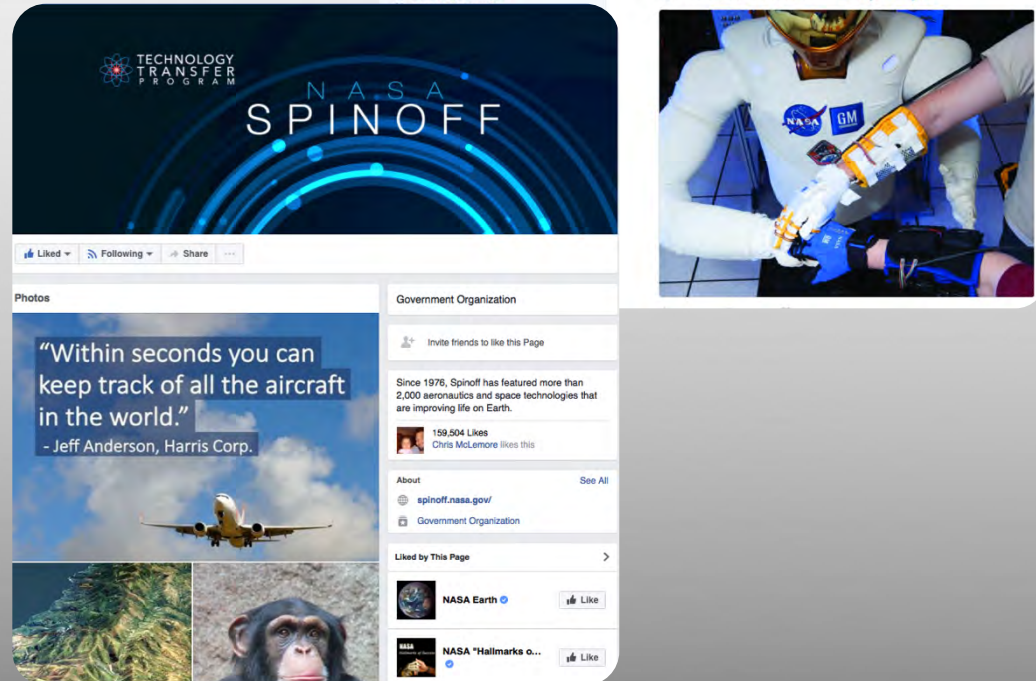 TECHNOLOGY
TRANSFER
PROGRAM
NASA
SPINOFF
Liked
Following
Share
Photos
Government Organization
“Within seconds you can
keep track of all the aircraft
in the world.”
- Jeff Anderson, Harris Corp.
Invite friends to like this Page
Since 1976, Spinoff has featured more than
2,000 aeronautics and space technologies that
are improving life on Earth.
159,504 Likes
Chris McLemore likes this
About
See All
spinoff.nasa.gov/
Government Organization
Liked by This Page
NASA Earth
Like
NASA "Hallmarks o...
Like
NASA
GM